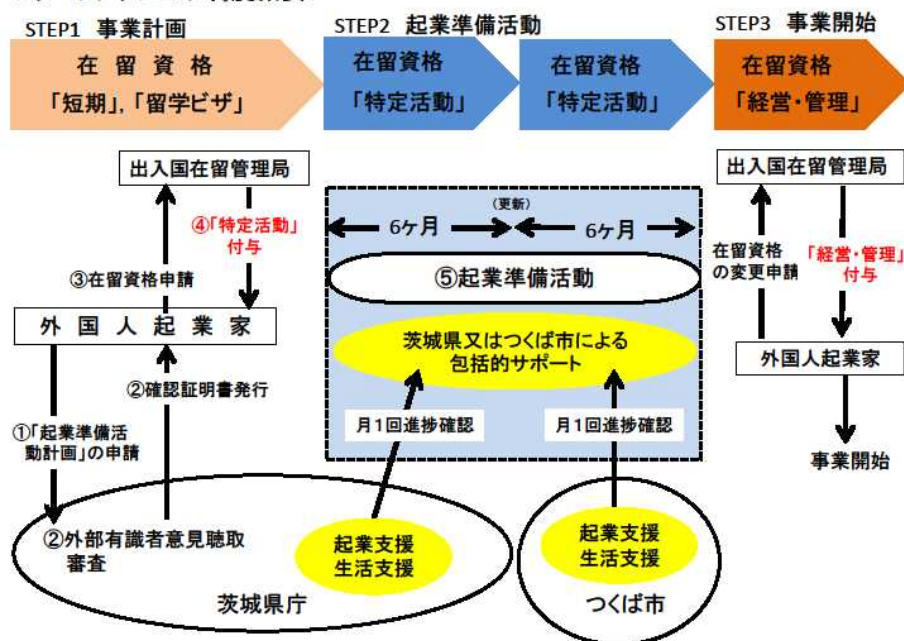 STEP1 事業計画
STEP2 起業準備活動
STEP3 事業開始
在留資格
「短期」,「留学ビザ」
在留資格
「特定活動」
在留資格
「特定活動」
在留資格
「経営・管理」
出入国在留管理局
④「特定活動」
付与
③在留資格申請
外国人起業家
②確認証明書発行
①「起業準備活
動計画」の申請
②外部有識者意見聴取
審査
茨城県庁
(更新)
6ヶ月
6ヶ月
⑤起業準備活動
茨城県又はつくば市による
包括的サポート
月1回進捗確認
月1回進捗確認
起業支援
生活支援
起業支援
生活支援
つくば市
出入国在留管理局
在留資格
の変更申請
「経営・管理」
付与
外国人起業家
事業開始